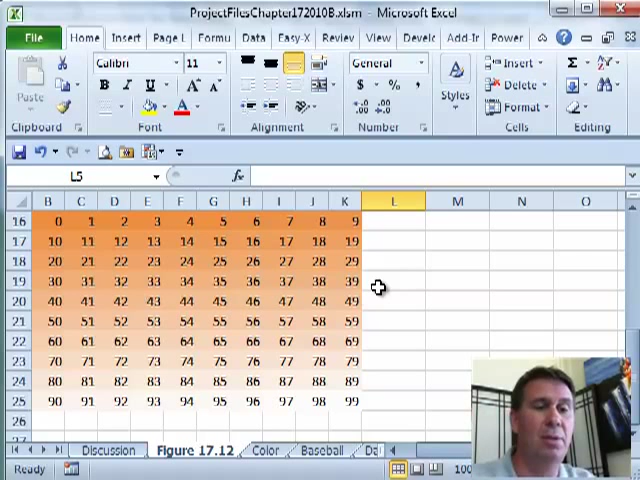 ProjectFilesChapter172010B.xlsm - Microsoft Excel
File Home Insert Page L Formu Data Easy-X Review View Develc Add-Ir Power
Calibri 11 General Insert
Paste B I U A A $ % , Styles Delete
A Format
Clipboard Font Alignment Number Cells Editing
L5 fx
B C D E F G H I J K L M N O
16 0 1 2 3 4 5 6 7 8 9
17 10 11 12 13 14 15 16 17 18 19
18 20 21 22 23 24 25 26 27 28 29
19 30 31 32 33 34 35 36 37 38 39
20 40 41 42 43 44 45 46 47 48 49
21 50 51 52 53 54 55 56 57 58 59
22 60 61 62 63 64 65 66 67 68 69
23 70 71 72 73 74 75 76 77 78 79
24 80 81 82 83 84 85 86 87 88 89
25 90 91 92 93 94 95 96 97 98 99
26
27
Discussion Figure 17.12 Color Baseball Da
Ready 100